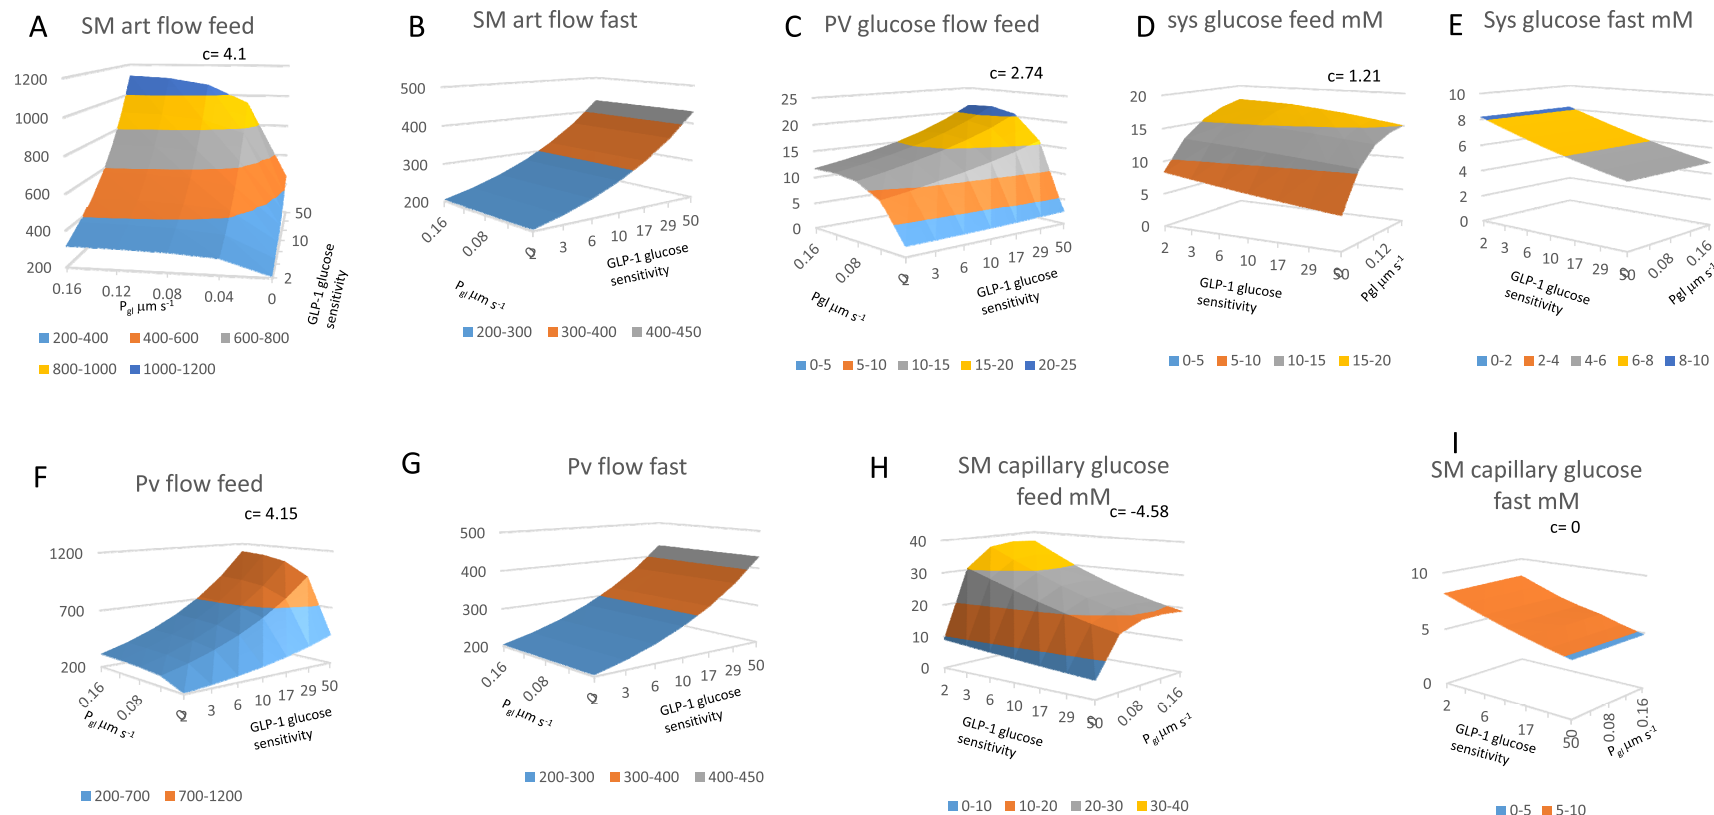 A
SM art flow feed
c= 4.1
1200
1000
800
600
400
200
0.16
0.12
0.08
0.04
0
50
10
2
Pgl µm s-1
GLP-1 glucose
sensitivity
200-400 400-600 600-800
800-1000 1000-1200
B
SM art flow fast
500
400
300
200
0.16
0.08
0
2
3
6
10
17
29
50
Pgl µm s-1
GLP-1 glucose
sensitivity
200-300 300-400 400-450
C
PV glucose flow feed
c= 2.74
25
20
15
10
5
0
0.16
0.08
0
2
3
6
10
17
29
50
Pgl µm s-1
GLP-1 glucose
sensitivity
0-5 5-10 10-15 15-20 20-25
D
sys glucose feed mM
c= 1.21
20
15
10
5
0
2
3
6
10
17
29
50
0
0.12
GLP-1 glucose
sensitivity
Pgl µm s-1
0-5 5-10 10-15 15-20
E
Sys glucose fast mM
10
8
6
4
2
0
2
3
6
10
17
29
50
0
0.08
0.16
GLP-1 glucose
sensitivity
Pgl µm s-1
0-2 2-4 4-6 6-8 8-10
F
Pv flow feed
c= 4.15
1200
700
200
0.16
0.08
0
2
3
6
10
17
29
50
Pgl µm s-1
GLP-1 glucose
sensitivity
200-700 700-1200
G
Pv flow fast
500
400
300
200
0.16
0.08
0
2
3
6
10
17
29
50
Pgl µm s-1
GLP-1 glucose
sensitivity
200-300 300-400 400-450
H
SM capillary glucose
feed mM
c= -4.58
40
30
20
10
0
2
3
6
10
17
29
50
0
0.08
0.16
GLP-1 glucose
sensitivity
Pgl µm s-1
0-10 10-20 20-30 30-40
I
SM capillary glucose
fast mM
c= 0
10
5
0
2
6
17
50
0
0.08
0.16
GLP-1 glucose
sensitivity
Pgl µm s-1
0-5 5-10